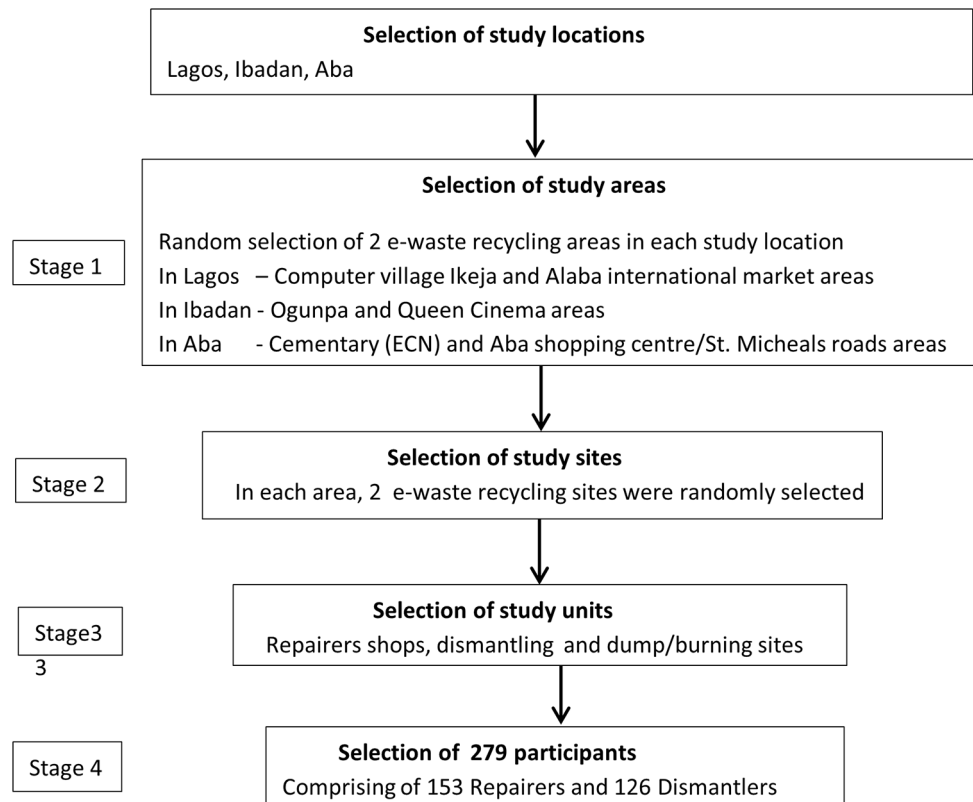 Selection of study locations
Lagos, Ibadan, Aba
Selection of study areas
Random selection of 2 e-waste recycling areas in each study location
In Lagos – Computer village Ikeja and Alaba international market areas
In Ibadan - Ogunpa and Queen Cinema areas
In Aba - Cementary (ECN) and Aba shopping centre/St. Micheals roads areas
Stage 1
Selection of study sites
In each area, 2 e-waste recycling sites were randomly selected
Stage 2
Selection of study units
Repairers shops, dismantling and dump/burning sites
Stage3
3
Selection of 279 participants
Comprising of 153 Repairers and 126 Dismantlers
Stage 4